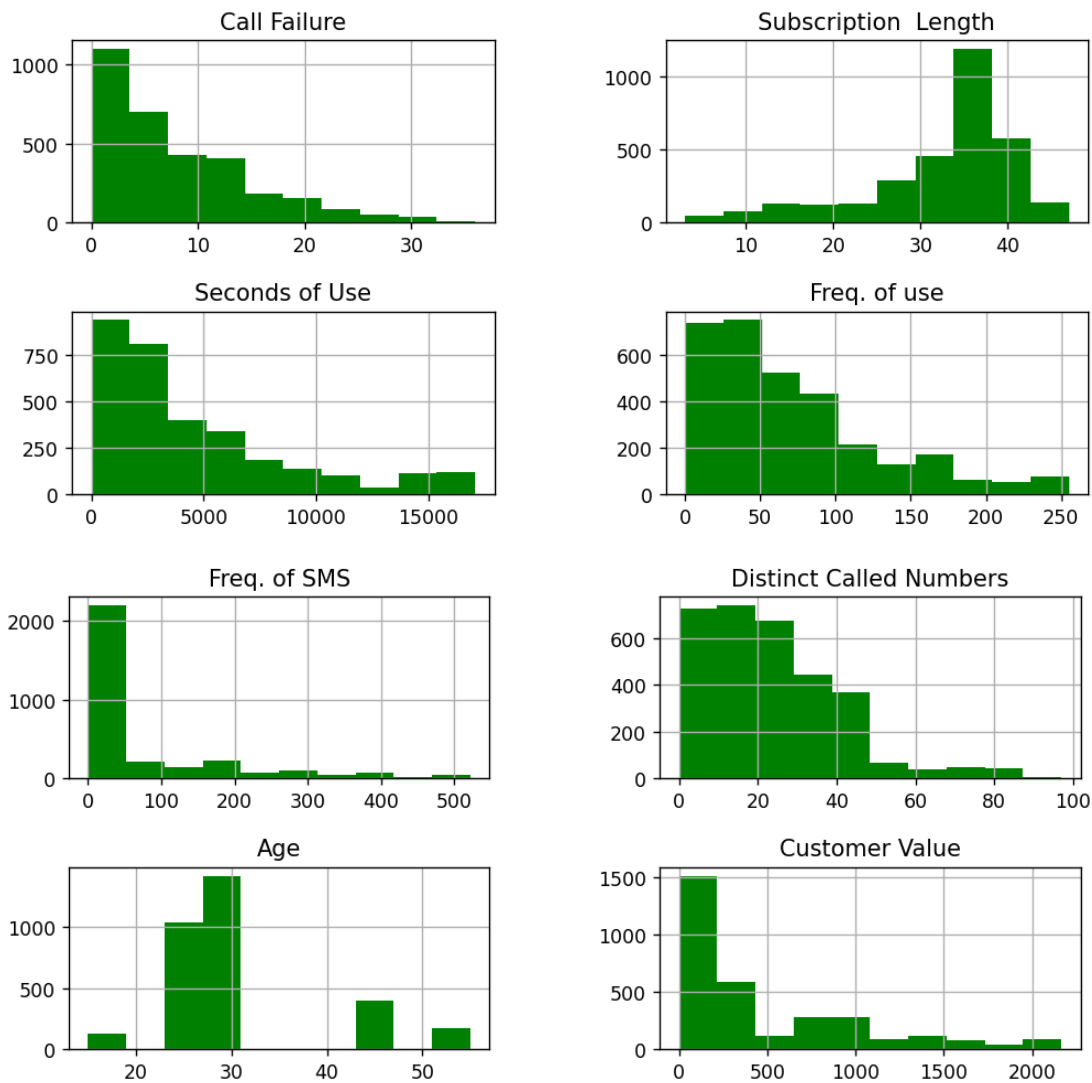 Call Failure
1000
500
0
0 10 20 30
Subscription  Length
1000
500
0
10 20 30 40
Seconds of Use
750
500
250
0
0 5000 10000 15000
Freq. of use
600
400
200
0
0 50 100 150 200 250
Freq. of SMS
2000
1000
0
0 100 200 300 400 500
Distinct Called Numbers
600
400
200
0
0 20 40 60 80 100
Age
1000
500
0
20 30 40 50
Customer Value
1500
1000
500
0
0 500 1000 1500 2000